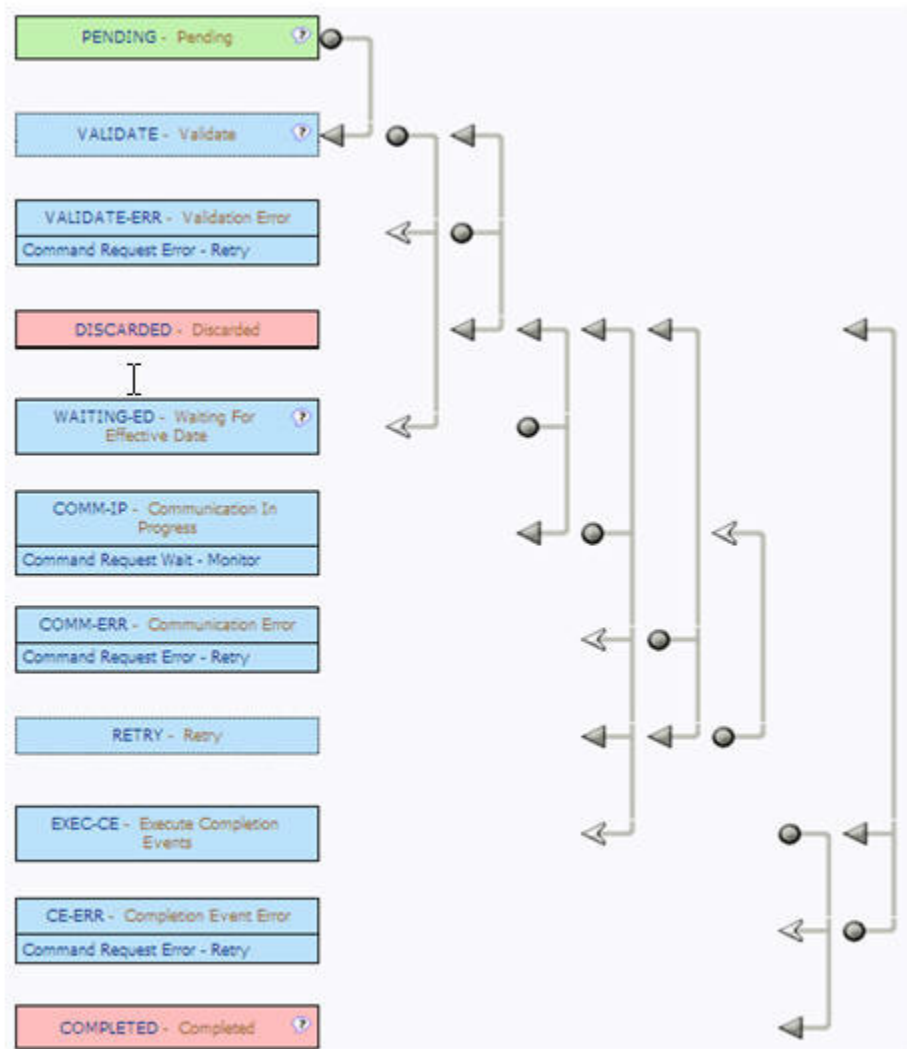 PENDING - Pending
VALIDATE - Validate
VALIDATE-ERR - Validation Error
Command Request Error - Retry
DISCARDED - Discarded
WAITING-ED - Waiting For
Effective Date
COMM-IP - Communication In
Progress
Command Request Wait - Monitor
COMM-ERR - Communication Error
Command Request Error - Retry
RETRY - Retry
EXEC-CE - Execute Completion
Events
CE-ERR - Completion Event Error
Command Request Error - Retry
COMPLETED - Completed